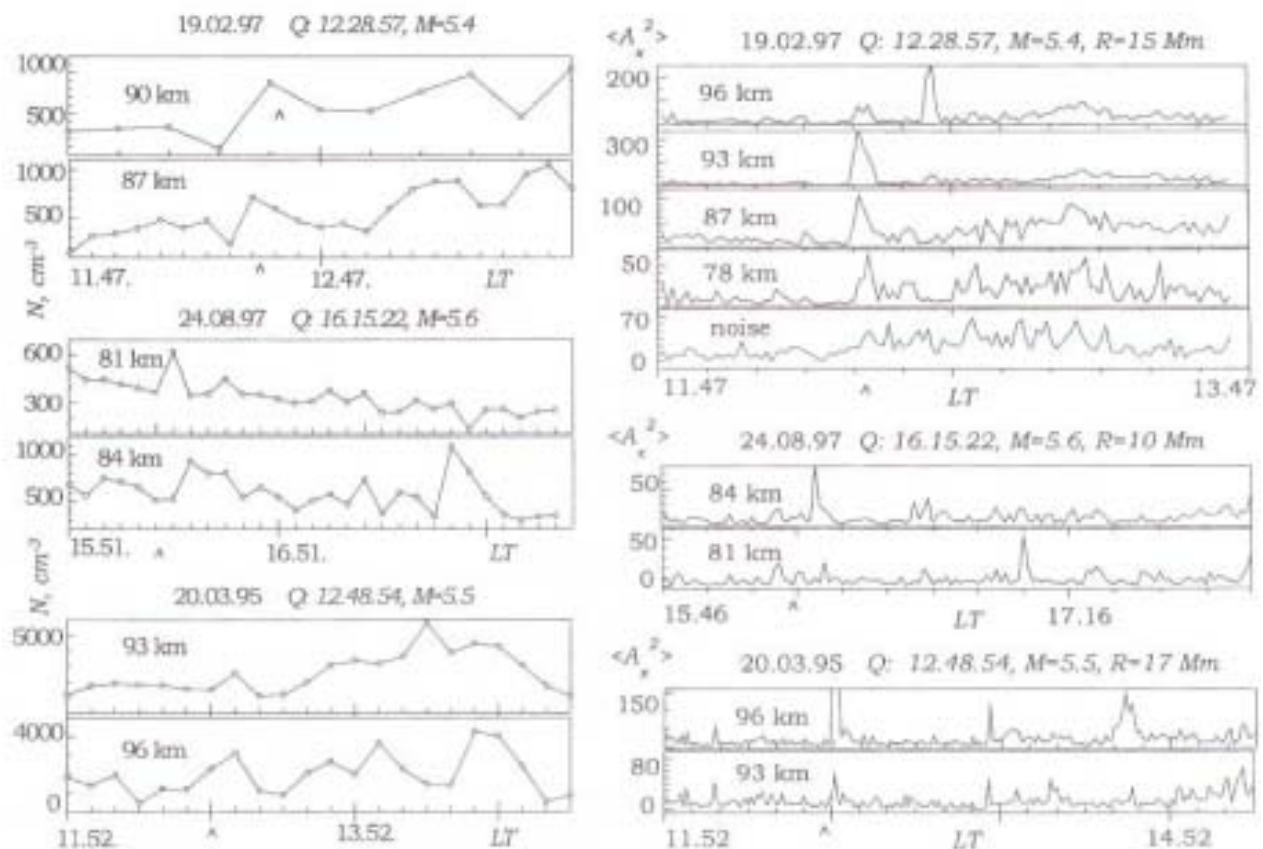 19.02.97 Q: 12.28.57, M=5.4
1000
90 km
500
^
1000
87 km
500
^
11.47. 12.47. LT
N, cm-3
24.08.97 Q: 16.15.22, M=5.6
600
81 km
300
1000
84 km
500
15.51. ^ 16.51. LT
N, cm-3
20.03.95 Q: 12.48.54, M=5.5
5000
93 km
4000
96 km
0
11.52. ^ 13.52. LT
19.02.97 Q: 12.28.57, M=5.4, R=15 Mm
200
96 km
300
93 km
100
87 km
50
78 km
70
noise
0
11.47 ^ LT 13.47
24.08.97 Q: 16.15.22, M=5.6, R=10 Mm
50
84 km
50
81 km
0
15.46 ^ LT 17.16
20.03.95 Q: 12.48.54, M=5.5, R=17 Mm
150
96 km
80
93 km
0
11.52 ^ LT 14.52